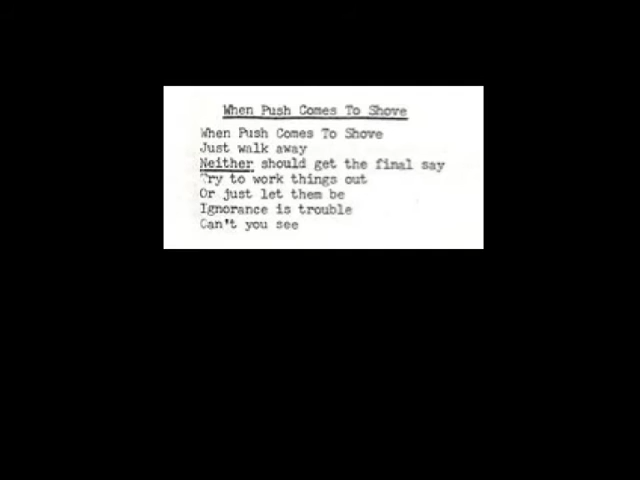 When Push Comes To Shove
When Push Comes To Shove
Just walk away
Neither should get the final say
Try to work things out
Or just let them be
Ignorance is trouble
Can't you see